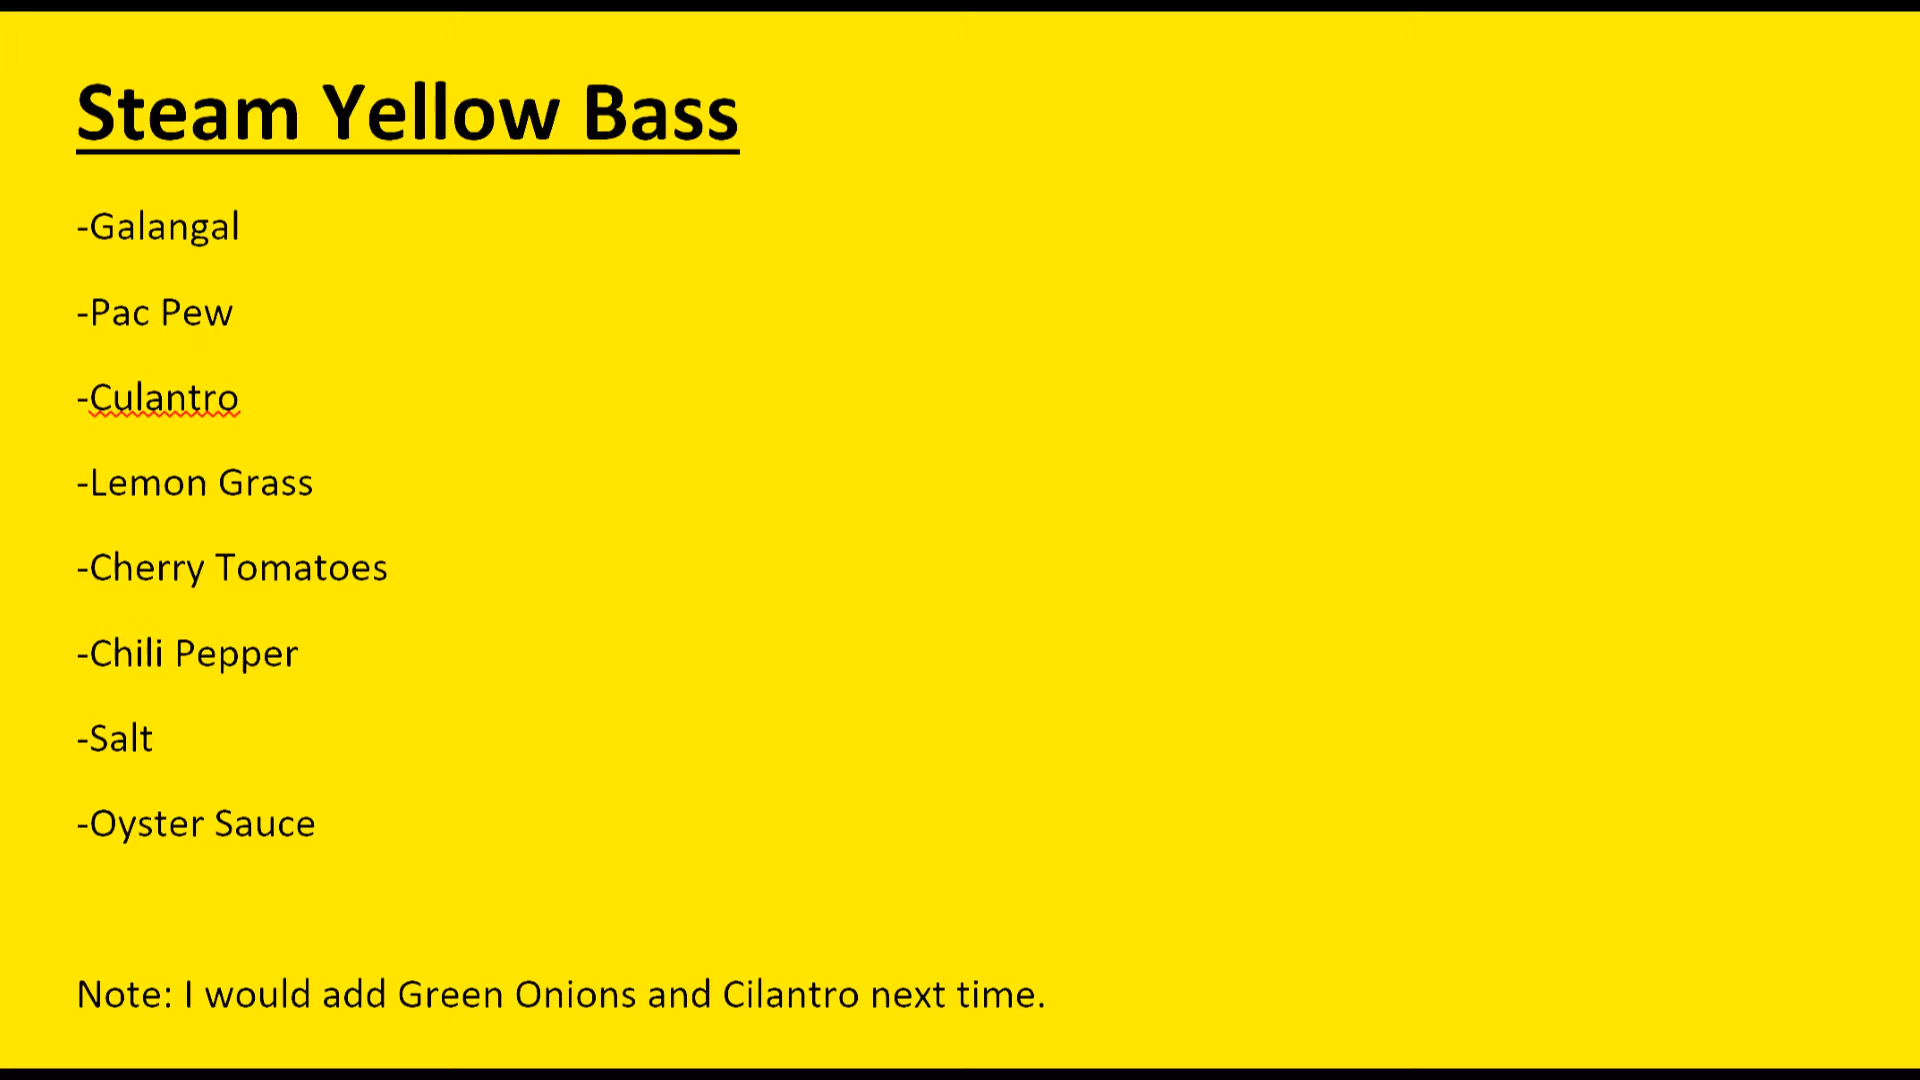 Steam Yellow Bass
-Galangal
-Pac Pew
-Culantro
-Lemon Grass
-Cherry Tomatoes
-Chili Pepper
-Salt
-Oyster Sauce
Note: I would add Green Onions and Cilantro next time.